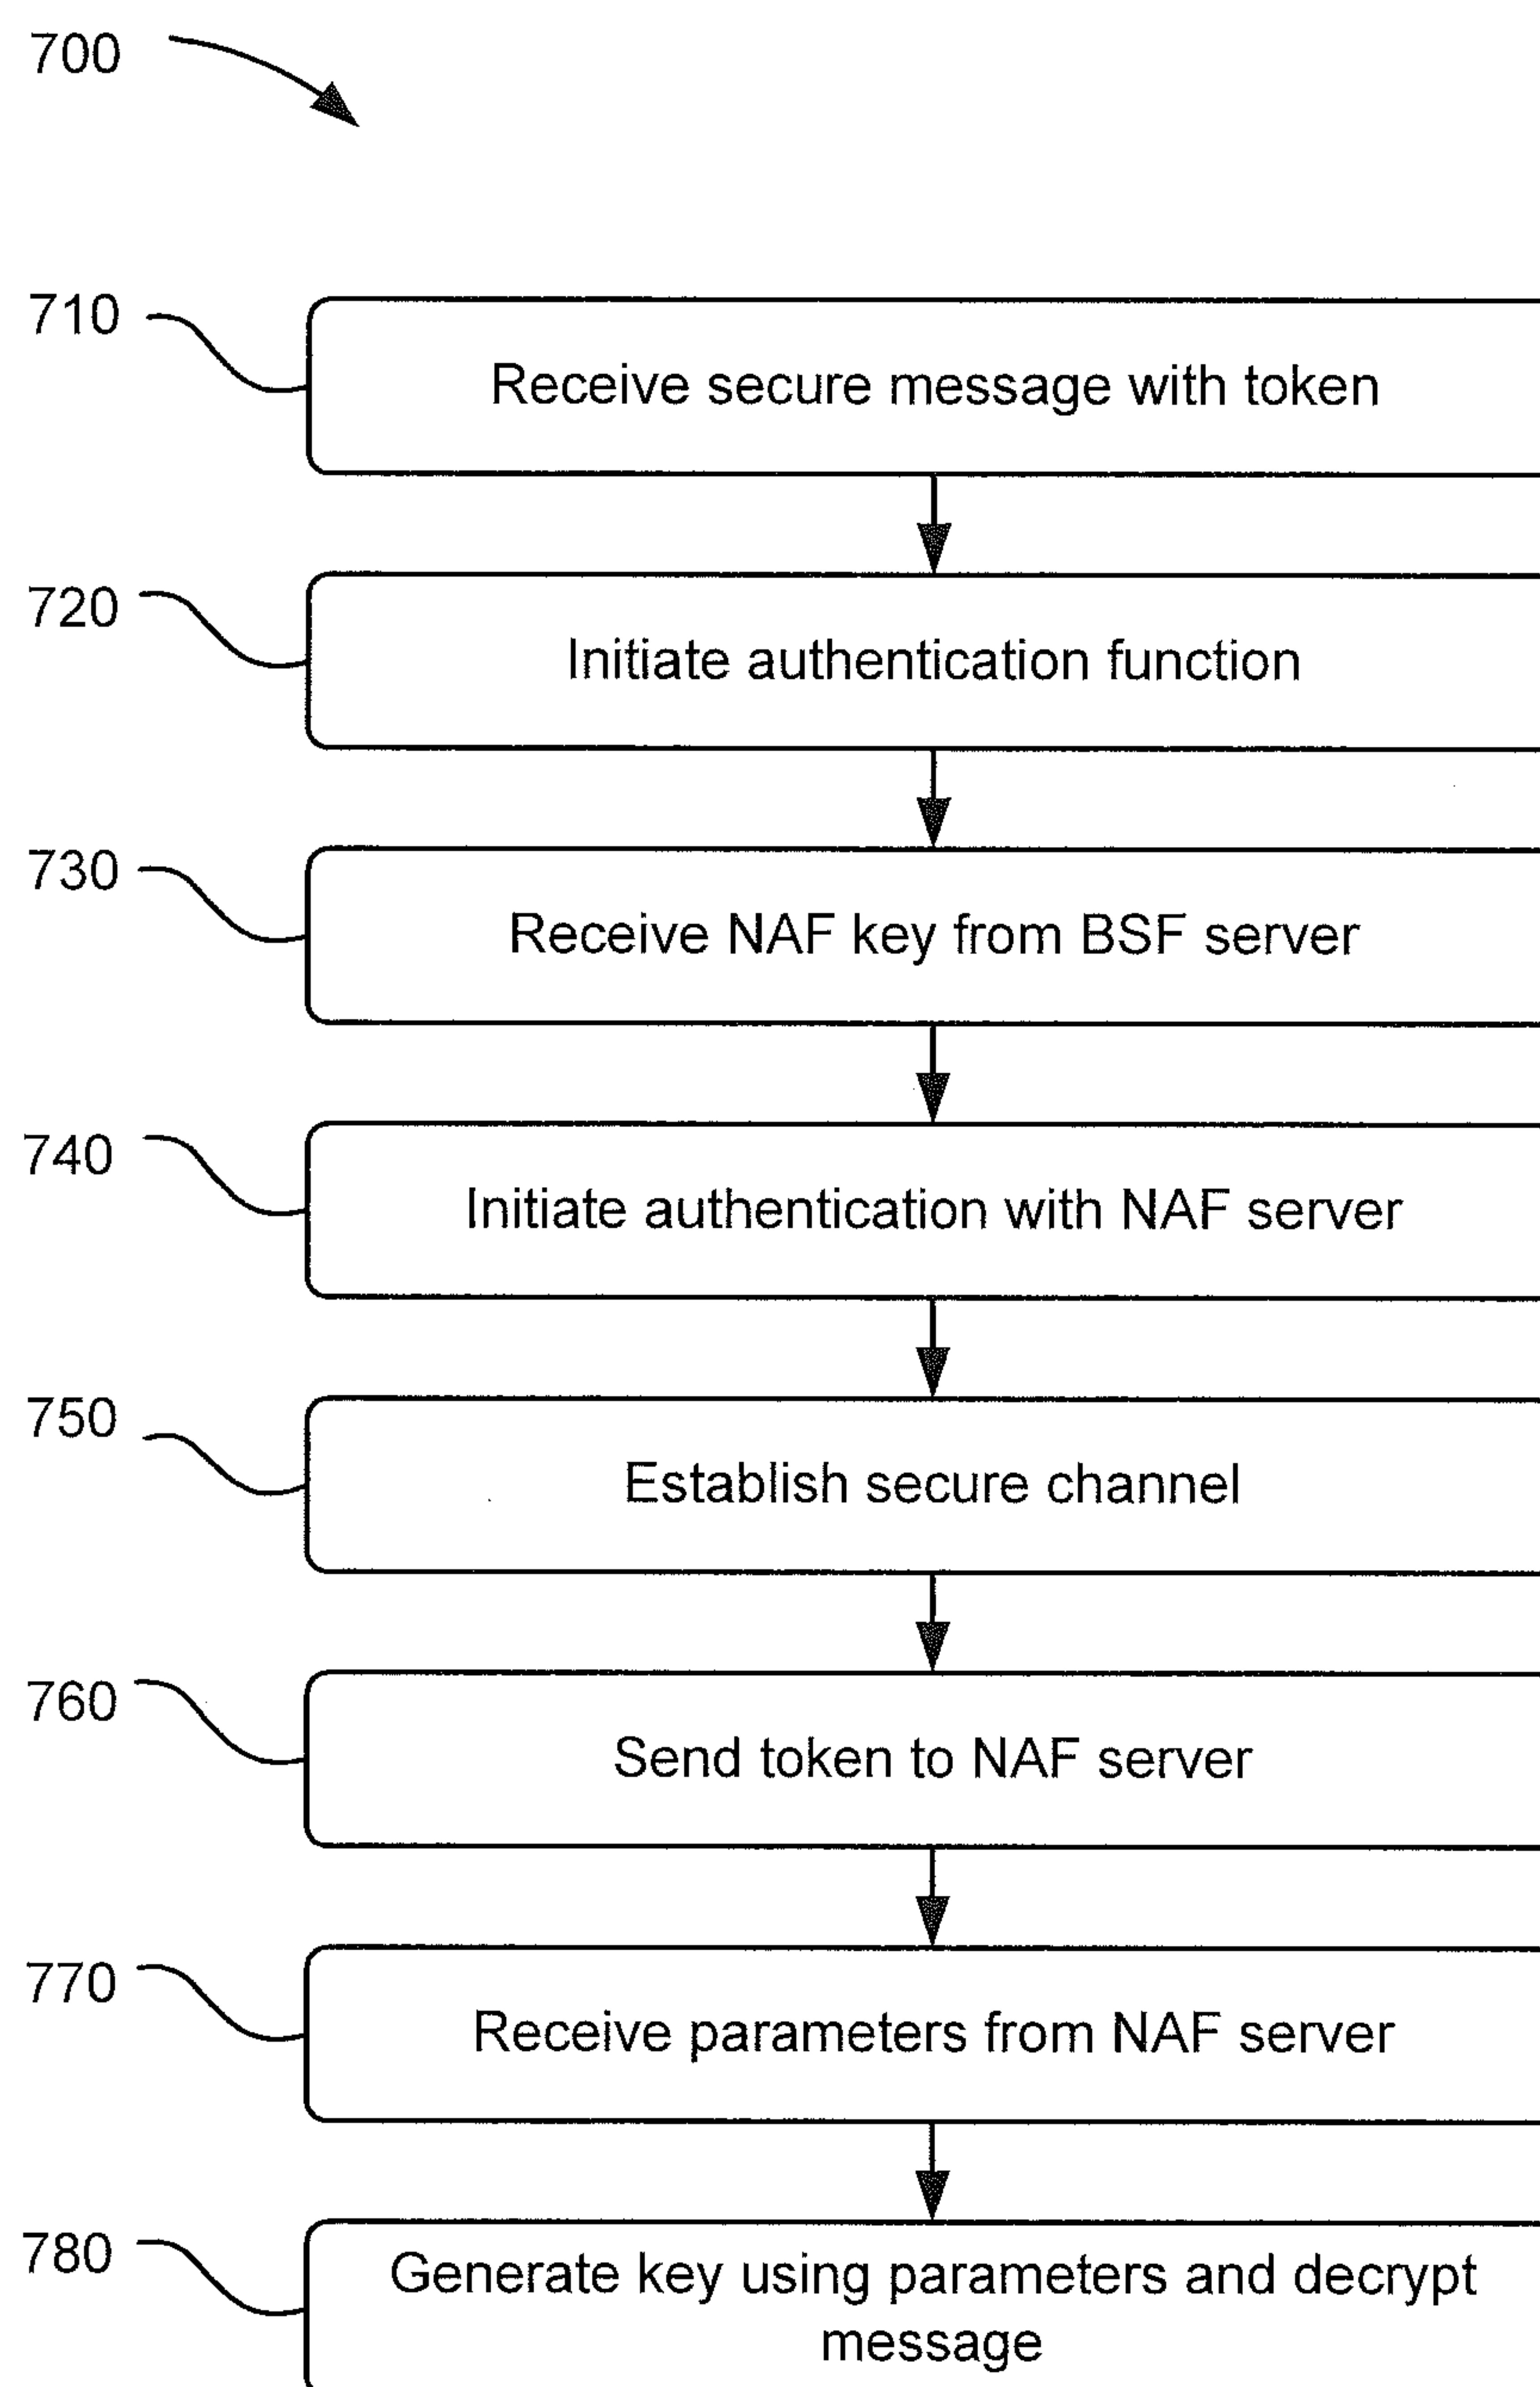 700
710
Receive secure message with token
720
Initiate authentication function
730
Receive NAF key from BSF server
740
Initiate authentication with NAF server
750
Establish secure channel
760
Send token to NAF server
770
Receive parameters from NAF server
780
Generate key using parameters and decrypt
message